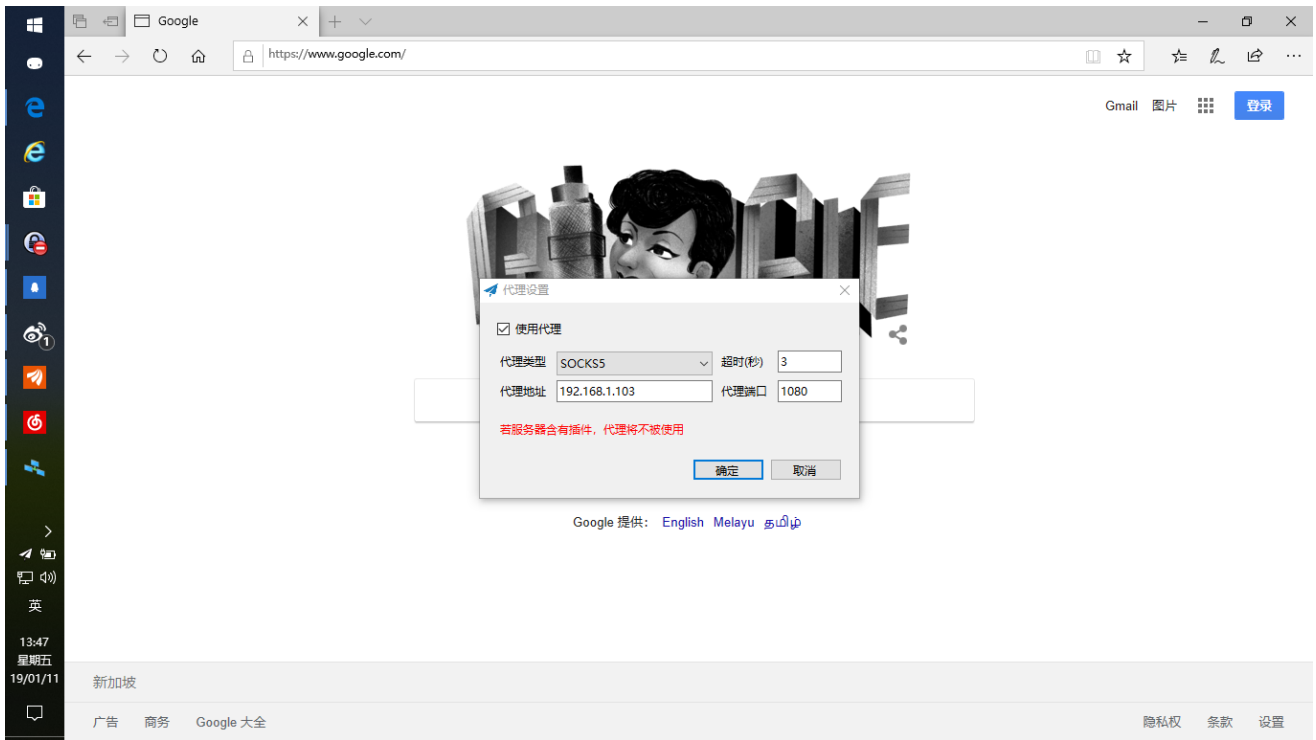 Google
https://www.google.com/
Gmail 图片 登录
代理设置
使用代理
代理类型 SOCKS5 超时(秒) 3
代理地址 192.168.1.103 代理端口 1080
若服务器含有插件，代理将不被使用
确定 取消
Google 提供： English Melayu தமிழ்
1
英
13:47
星期五
19/01/11
新加坡
广告 商务 Google 大全 隐私权 条款 设置